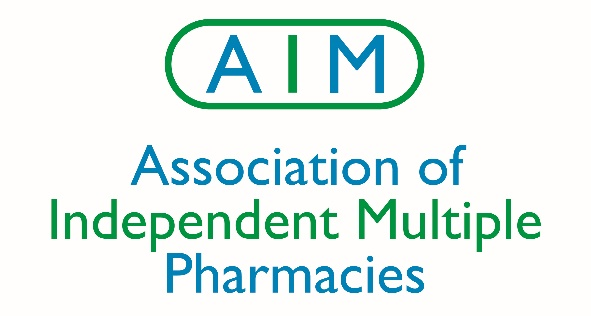 AIM
Association of
Independent Multiple
Pharmacies